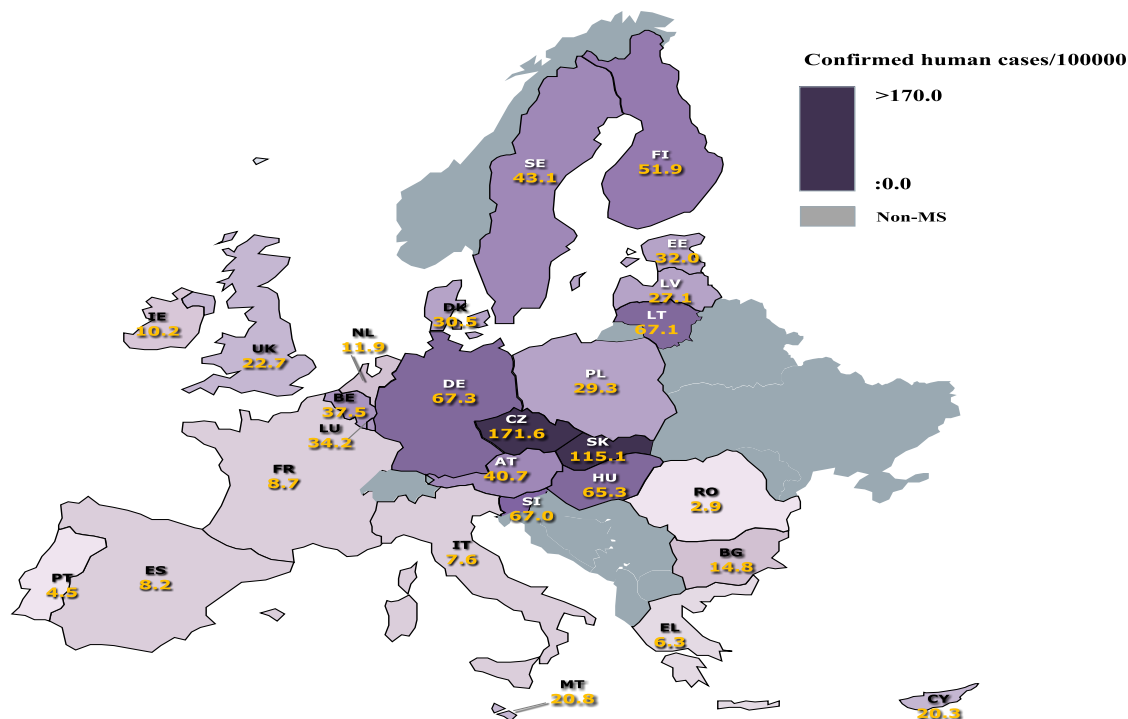 Confirmed human cases/100000
>170.0
:0.0
Non-MS
SE
43.1
FI
51.9
EE
32.0
LV
27.1
LT
67.1
DK
30.5
IE
10.2
UK
22.7
NL
11.9
BE
37.5
LU
34.2
DE
67.3
PL
29.3
CZ
171.6
SK
115.1
AT
40.7
HU
65.3
SI
67.0
FR
8.7
RO
2.9
BG
14.8
IT
7.6
ES
8.2
PT
4.5
EL
6.3
MT
20.8
CY
20.3